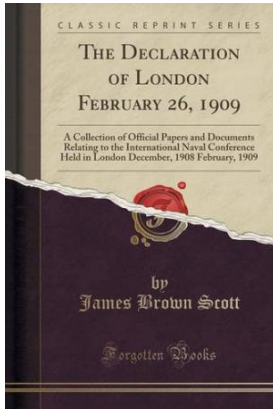 CLASSIC REPRINT SERIES
THE DECLARATION
OF LONDON
FEBRUARY 26, 1909
A Collection of Official Papers and Documents
Relating to the International Naval Conference
Held in London December, 1908 February, 1909
by
James Brown Scott
Forgotten Books